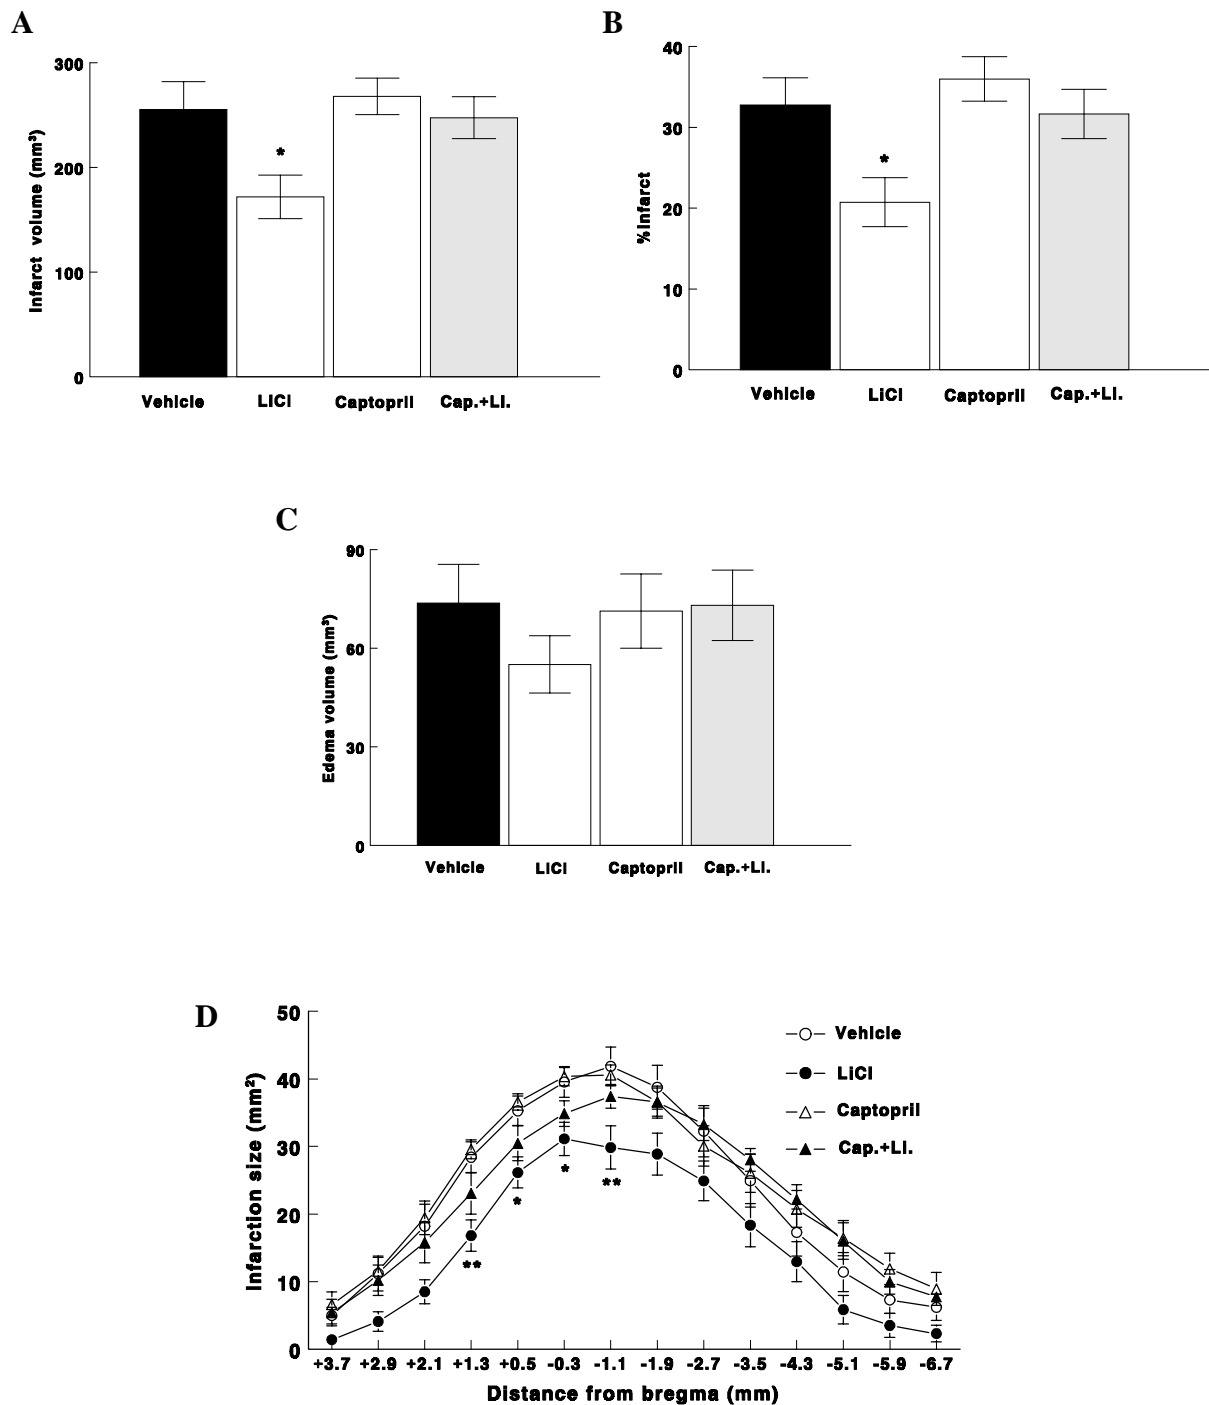 A
B
300
200
100
0
Infarct volume (mm³)
*
Vehicle
LiCl
Captopril
Cap.+Li.
40
30
20
10
0
%infarct
*
Vehicle
LiCl
Captopril
Cap.+Li.
C
90
60
30
0
Edema volume (mm³)
Vehicle
LiCl
Captopril
Cap.+Li.
D
50
40
30
20
10
0
Infarction size (mm²)
Vehicle
LiCl
Captopril
Cap.+Li.
**
*
*
**
+3.7 +2.9 +2.1 +1.3 +0.5 -0.3 -1.1 -1.9 -2.7 -3.5 -4.3 -5.1 -5.9 -6.7
Distance from bregma (mm)